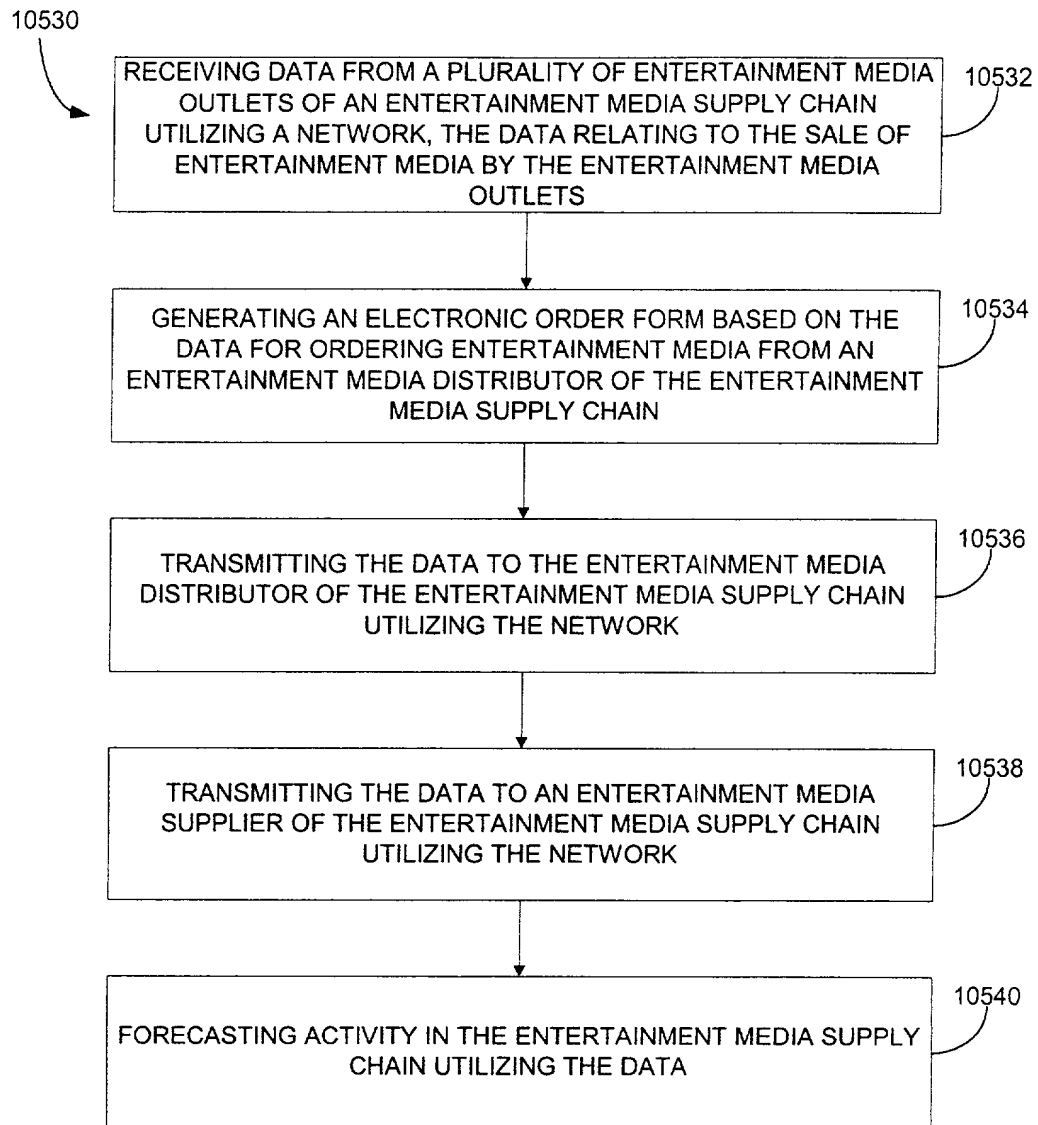 10530
RECEIVING DATA FROM A PLURALITY OF ENTERTAINMENT MEDIA
OUTLETS OF AN ENTERTAINMENT MEDIA SUPPLY CHAIN
UTILIZING A NETWORK, THE DATA RELATING TO THE SALE OF
ENTERTAINMENT MEDIA BY THE ENTERTAINMENT MEDIA
OUTLETS
10532
GENERATING AN ELECTRONIC ORDER FORM BASED ON THE
DATA FOR ORDERING ENTERTAINMENT MEDIA FROM AN
ENTERTAINMENT MEDIA DISTRIBUTOR OF THE ENTERTAINMENT
MEDIA SUPPLY CHAIN
10534
TRANSMITTING THE DATA TO THE ENTERTAINMENT MEDIA
DISTRIBUTOR OF THE ENTERTAINMENT MEDIA SUPPLY CHAIN
UTILIZING THE NETWORK
10536
TRANSMITTING THE DATA TO AN ENTERTAINMENT MEDIA
SUPPLIER OF THE ENTERTAINMENT MEDIA SUPPLY CHAIN
UTILIZING THE NETWORK
10538
FORECASTING ACTIVITY IN THE ENTERTAINMENT MEDIA SUPPLY
CHAIN UTILIZING THE DATA
10540